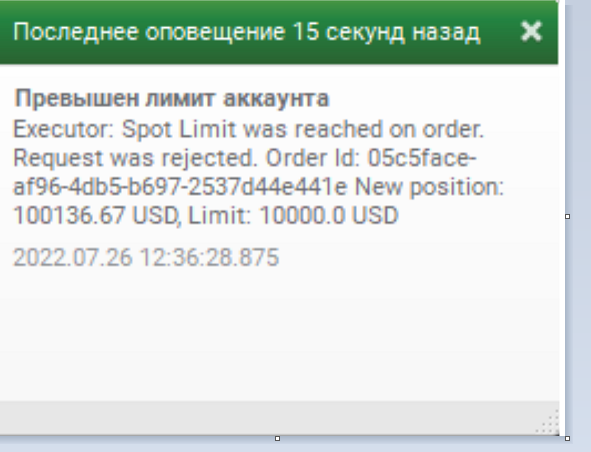 Последнее оповещение 15 секунд назад
Превышен лимит аккаунта
Executor: Spot Limit was reached on order.
Request was rejected. Order Id: 05c5face-
af96-4db5-b697-2537d44e441e New position:
100136.67 USD, Limit: 10000.0 USD
2022.07.26 12:36:28.875